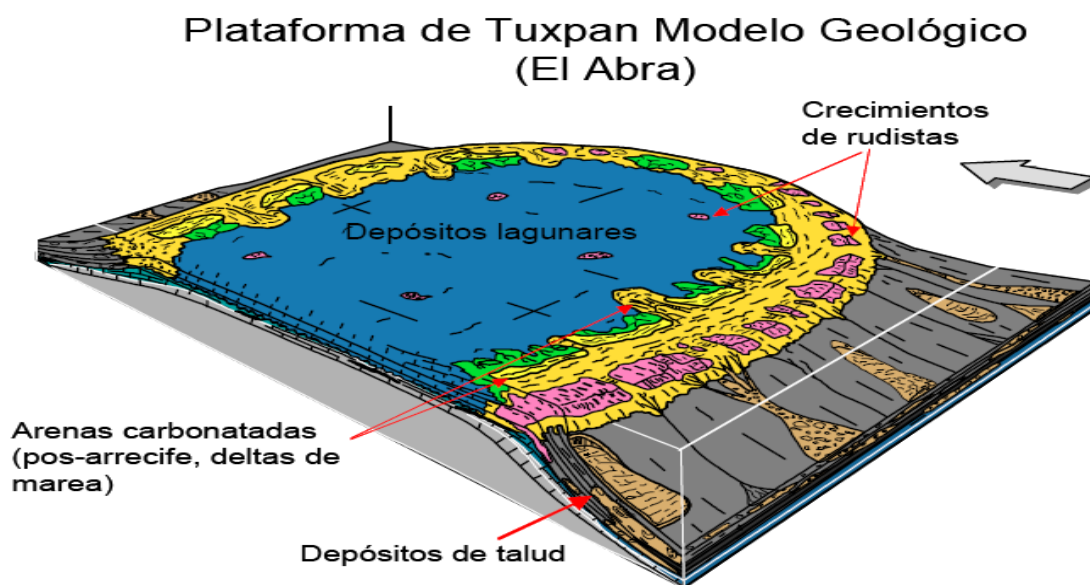 Plataforma de Tuxpan Modelo Geológico
(El Abra)
Crecimientos
de rudistas
Depósitos lagunares
Arenas carbonatadas
(pos-arrecife, deltas de
marea)
Depósitos de talud